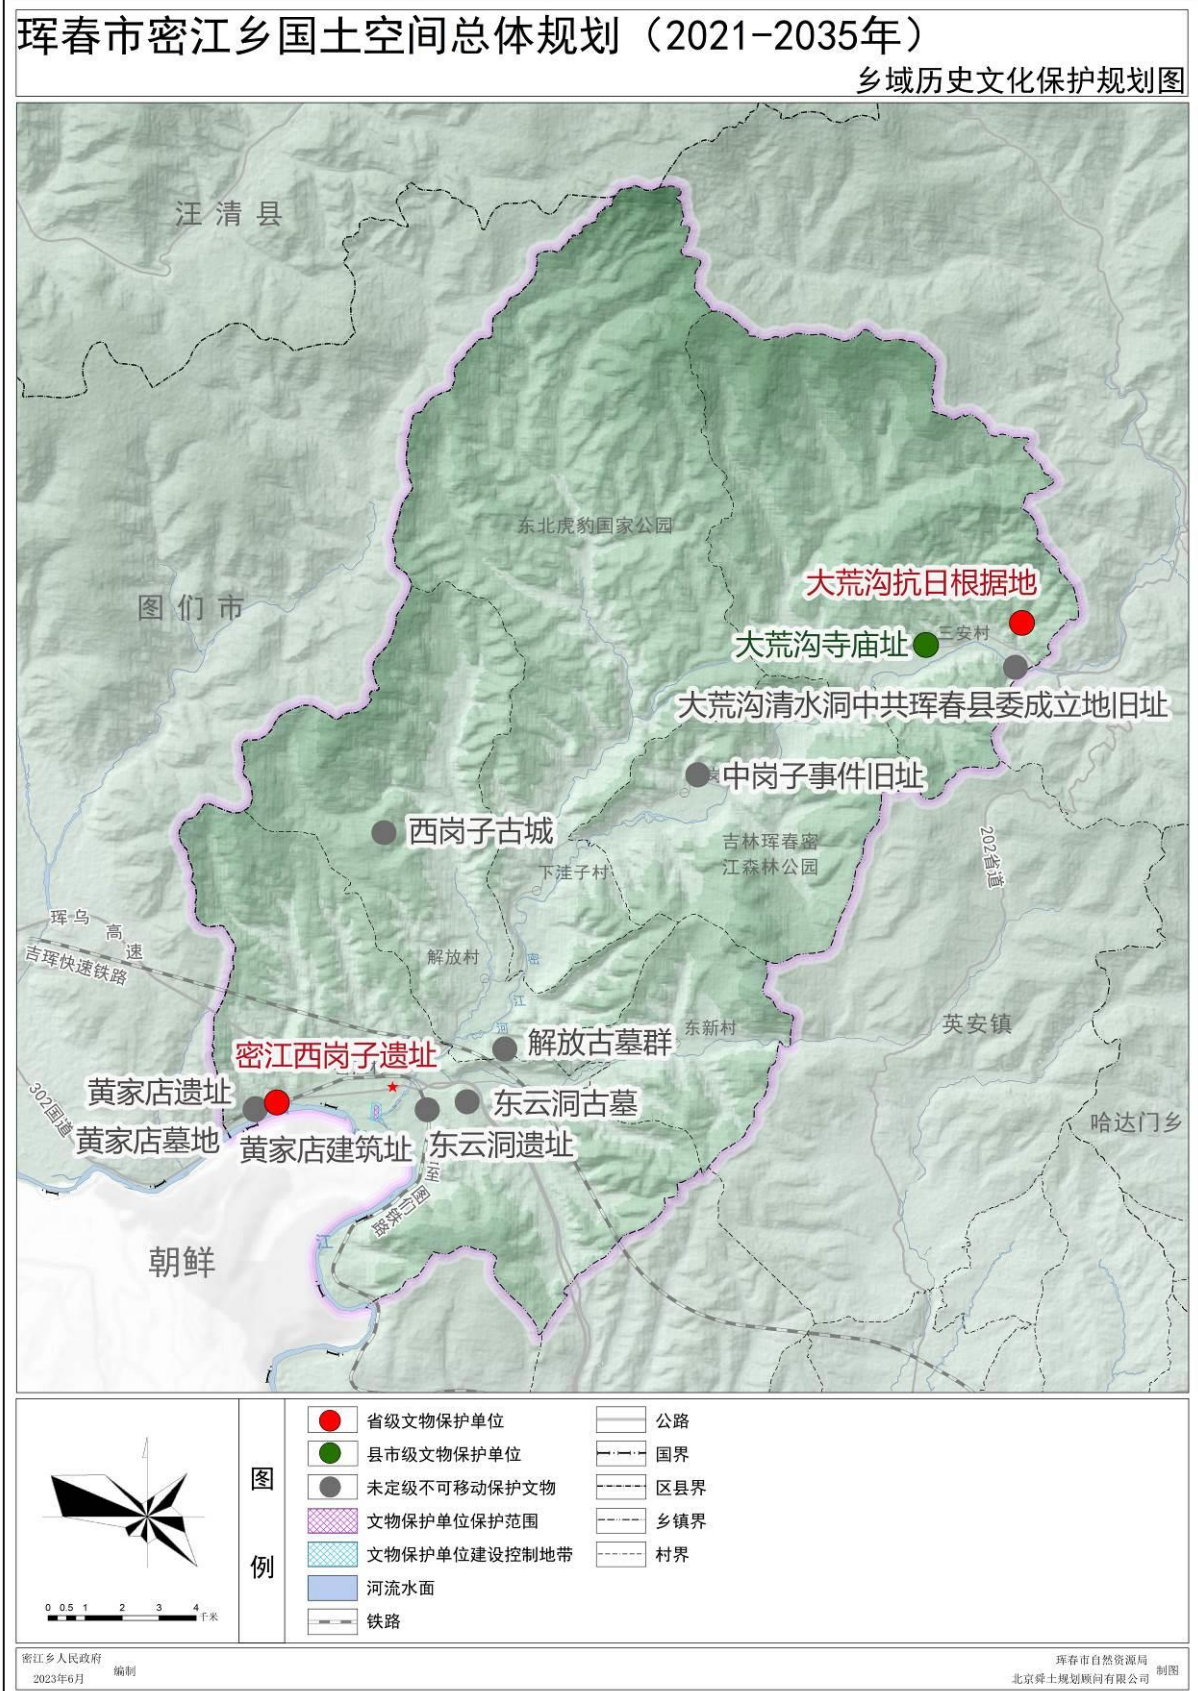 珲春市密江乡国土空间总体规划（2021-2035年）
乡域历史文化保护规划图
汪清县
东北虎豹国家公园
图们市
大荒沟抗日根据地
三安村
大荒沟寺庙址
大荒沟清水洞中共珲春县委成立地旧址
中岗子事件旧址
西岗子古城
吉林珲春密
江森林公园
下洼子村
202省道
珲乌高速
吉珲快速铁路
解放村
密江河
英安镇
东新村
解放古墓群
密江西岗子遗址
黄家店遗址
302国道
东云洞古墓
哈达门乡
黄家店墓地
黄家店建筑址
东云洞遗址
至图们铁路
江
朝鲜
图例
省级文物保护单位
县市级文物保护单位
未定级不可移动保护文物
文物保护单位保护范围
文物保护单位建设控制地带
河流水面
铁路
公路
国界
区县界
乡镇界
村界
0 0.5 1 2 3 4 千米
密江乡人民政府
2023年6月
编制
珲春市自然资源局
北京舜土规划顾问有限公司
制图